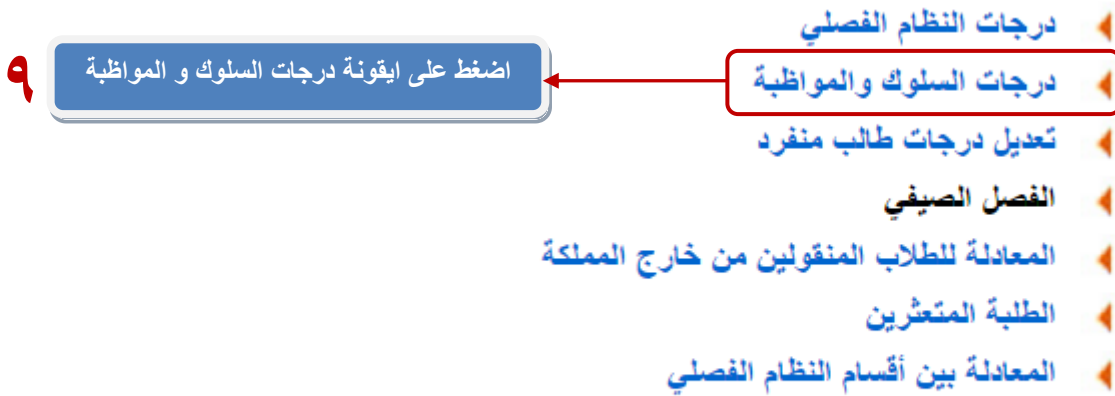 درجات النظام الفصلي
درجات السلوك والمواظبة
اضغط على ايقونة درجات السلوك و المواظبة
٩
تعديل درجات طالب منفرد
الفصل الصيفي
المعادلة للطلاب المنقولين من خارج المملكة
الطلبة المتعثرين
المعادلة بين أقسام النظام الفصلي